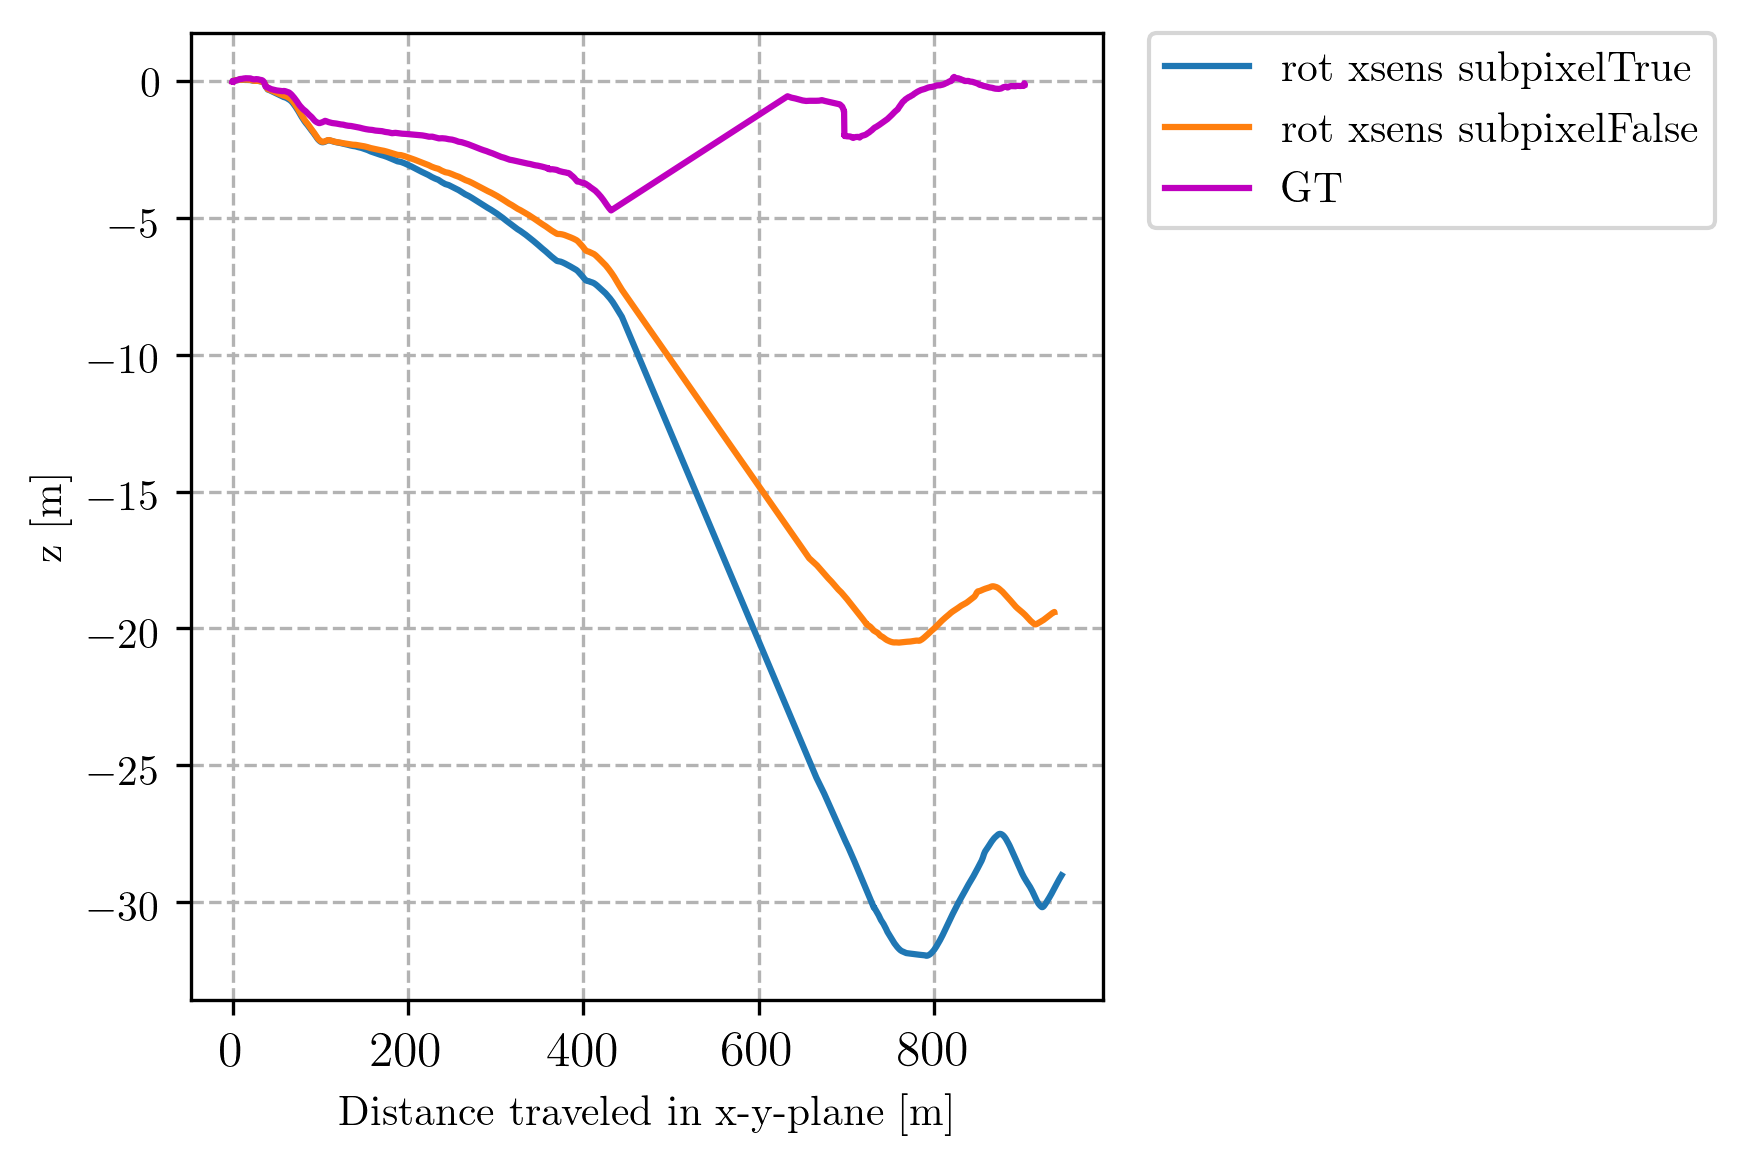 rot xsens subpixelTrue
rot xsens subpixelFalse
GT
z [m]
0
−5
−10
−15
−20
−25
−30
0 200 400 600 800
Distance traveled in x-y-plane [m]